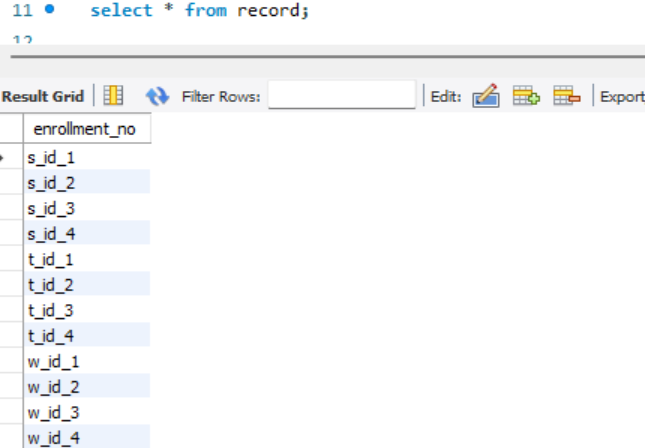 11 select * from record;
12
Result Grid Filter Rows: Edit: Export
enrollment_no
s_id_1
s_id_2
s_id_3
s_id_4
t_id_1
t_id_2
t_id_3
t_id_4
w_id_1
w_id_2
w_id_3
w_id_4